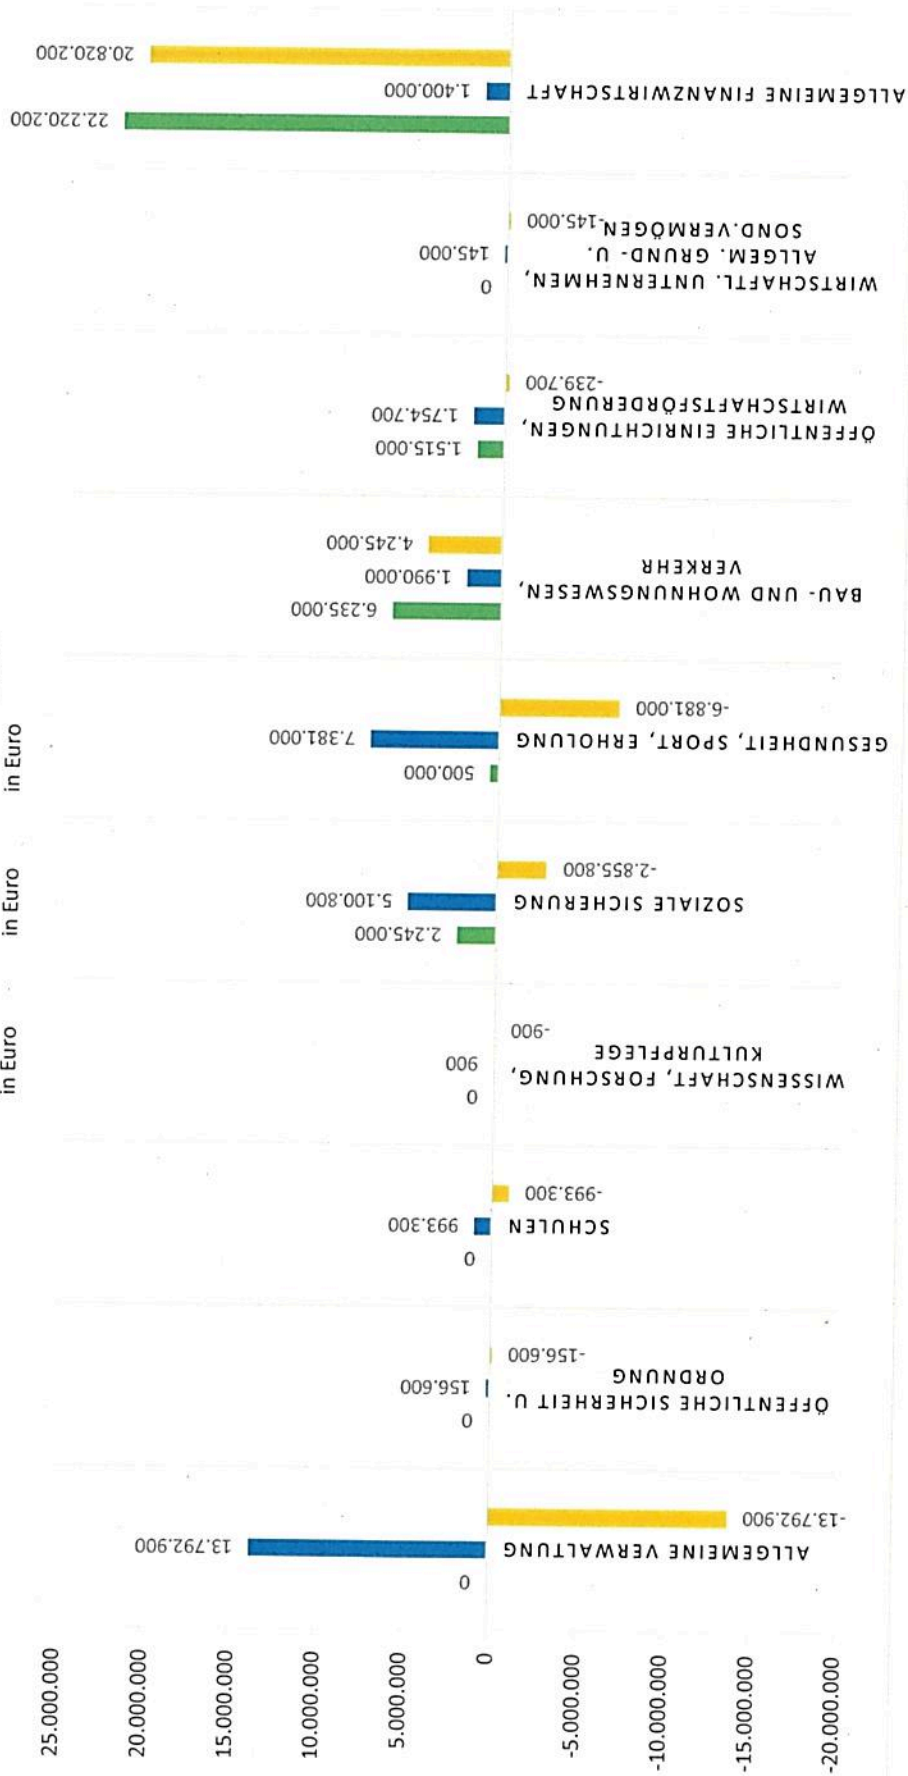 in Euro
in Euro
in Euro
25.000.000
20.000.000
15.000.000
10.000.000
5.000.000
0
-5.000.000
-10.000.000
-15.000.000
-20.000.000
0
13.792.900
-13.792.900
ALLGEMEINE VERWALTUNG
0
156.600
-156.600
ÖFFENTLICHE SICHERHEIT U.
ORDNUNG
0
993.300
-993.300
SCHULEN
0
900
-900
WISSENSCHAFT, FORSCHUNG,
KULTURPFLEGE
2.245.000
5.100.800
-2.855.800
SOZIALE SICHERUNG
500.000
7.381.000
-6.881.000
GESUNDHEIT, SPORT, ERHOLUNG
6.235.000
1.990.000
4.245.000
BAU- UND WOHNUNGSWESEN,
VERKEHR
1.515.000
1.754.700
-239.700
ÖFFENTLICHE EINRICHTUNGEN,
WIRTSCHAFTSFÖRDERUNG
0
145.000
-145.000
WIRTSCHAFTL. UNTERNEHMEN,
ALLGEM. GRUND- U.
SOND.VERMÖGEN
22.220.200
1.400.000
20.820.200
ALLGEMEINE FINANZWIRTSCHAFT